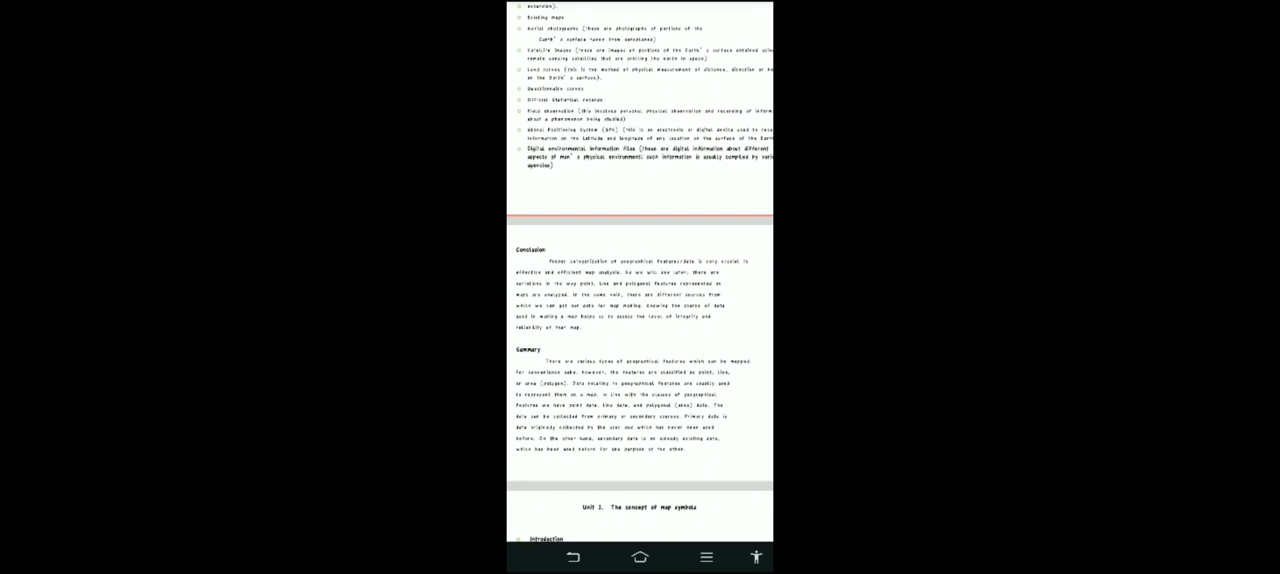 extension).
Existing maps
Aerial photographs (these are photographs of portions of the
Earth's surface taken from aeroplane)
Satellite images (these are images of portions of the Earth's surface obtained
remote sensing satellites that are orbiting the earth in space)
Land survey (this is the method of physical measurement of distance, direction or
on the Earth's surface).
Questionnaire survey
Official Statistical records
Field observation (this involves personal physical observation and recording of
about a phenomenon being studied)
Global Positioning System (GPS) (this is an electronic or digital device used to
information on the latitude and longitude of any location on the surface of the
Digital environmental information files (these are digital information about different
aspects of man's physical environment; such information is usually compiled by
agencies)
Conclusion
Proper categorization of geographical features/data is very crucial to
effective and efficient map analysis. As we will see later, there are
variations in the way point, line and polygonal features represented on
maps are analyzed. In the same vein, there are different sources from
which we can get our data for map making. Knowing the source of data
used in making a map helps us to assess the level of integrity and
reliability of that map.
Summary
There are various types of geographical features which can be mapped.
For convenience sake. However, the features are classified as point, line,
or area (polygon). Data relating to geographical features are usually used
to represent them on a map, in line with the classes of geographical
features we have point data, line data, and polygonal (area) data. The
data can be collected from primary or secondary sources. Primary data is
data originally collected by the user and which has never been used
before. On the other hand, secondary data is an already existing data,
which has been used before for one purpose or the other.
Unit 2. The concept of map symbols
Introduction